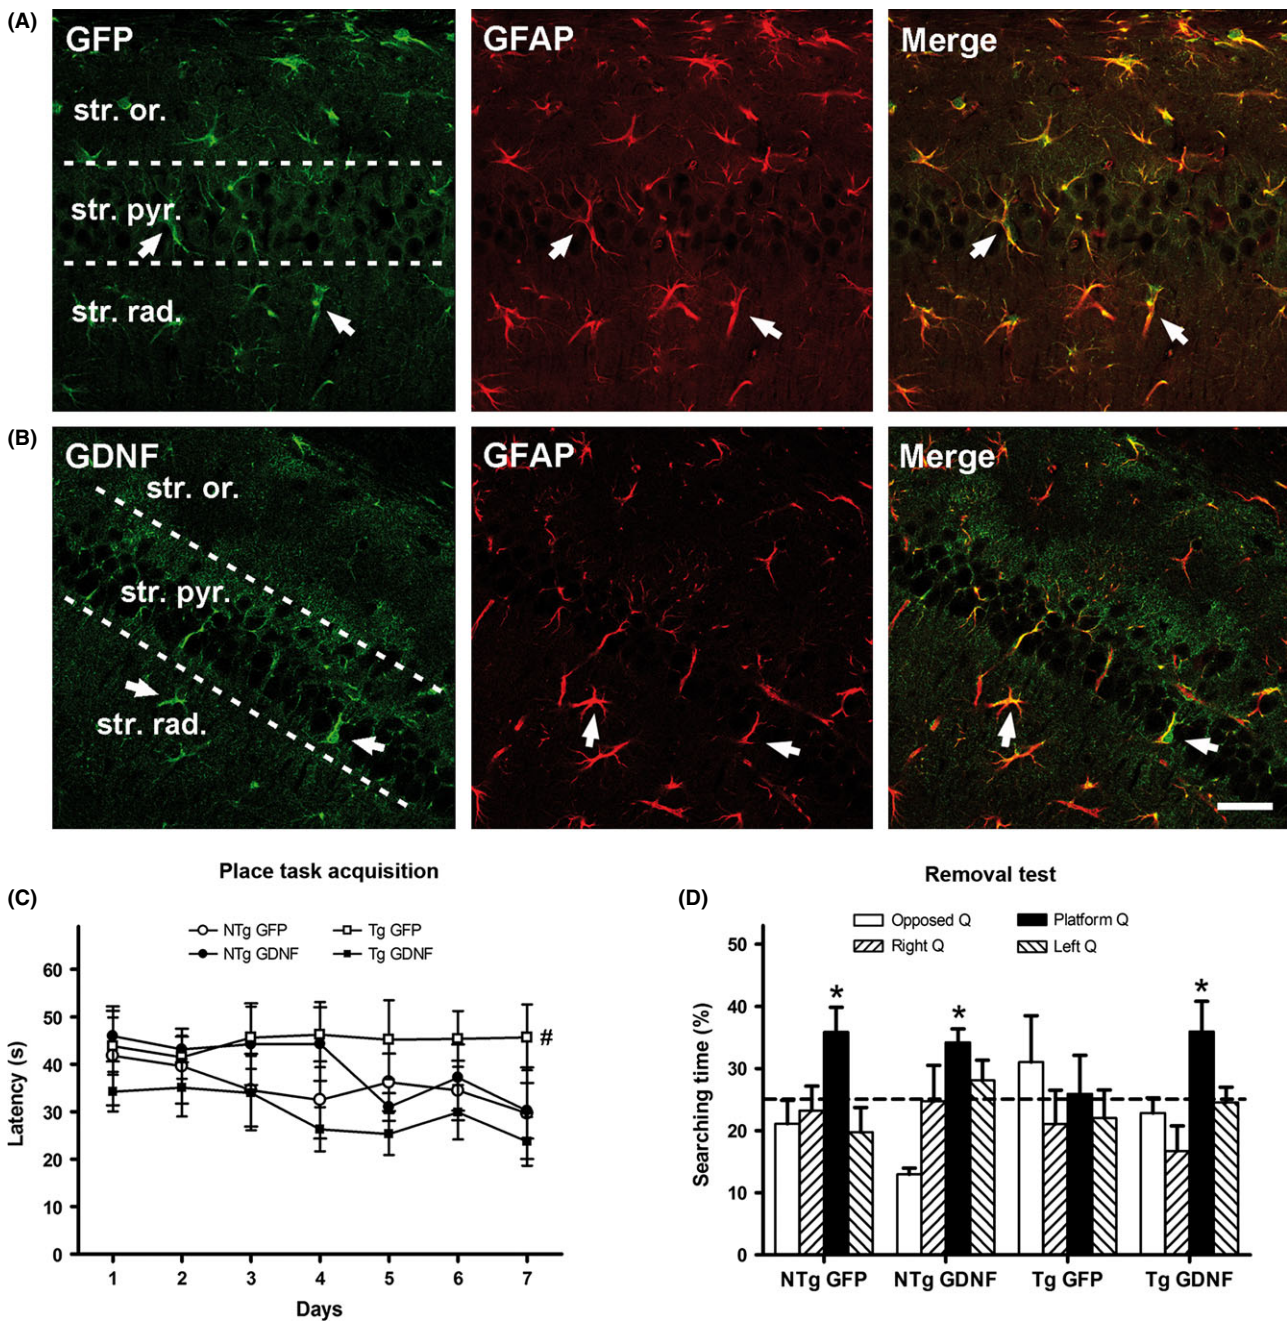 (A)
GFP
GFAP
Merge
str. or.
str. pyr.
str. rad.
(B)
GDNF
GFAP
Merge
str. or.
str. pyr.
str. rad.
Place task acquisition
(C)
NTg GFP
Tg GFP
NTg GDNF
Tg GDNF
60
50
40
30
20
10
0
Latency (s)
#
1 2 3 4 5 6 7
Days
Removal test
(D)
Opposed Q
Platform Q
Right Q
Left Q
50
40
30
20
10
0
Searching time (%)
* * *
NTg GFP NTg GDNF Tg GFP Tg GDNF